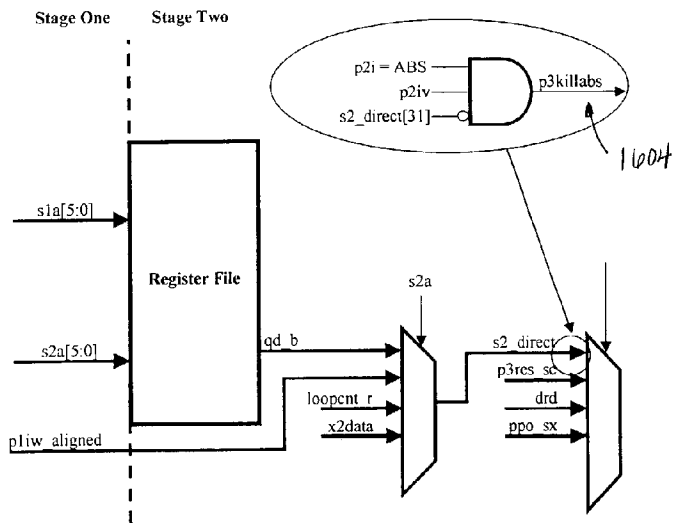 Stage One Stage Two
p2i = ABS
p2iv
s2_direct[31]
p3killabs
1604
s1a[5:0]
Register File
s2a
s2a[5:0]
qd_b
s2_direct
p3res_sc
loopcnt_r
drd
p1iw_aligned
x2data
ppo_sx